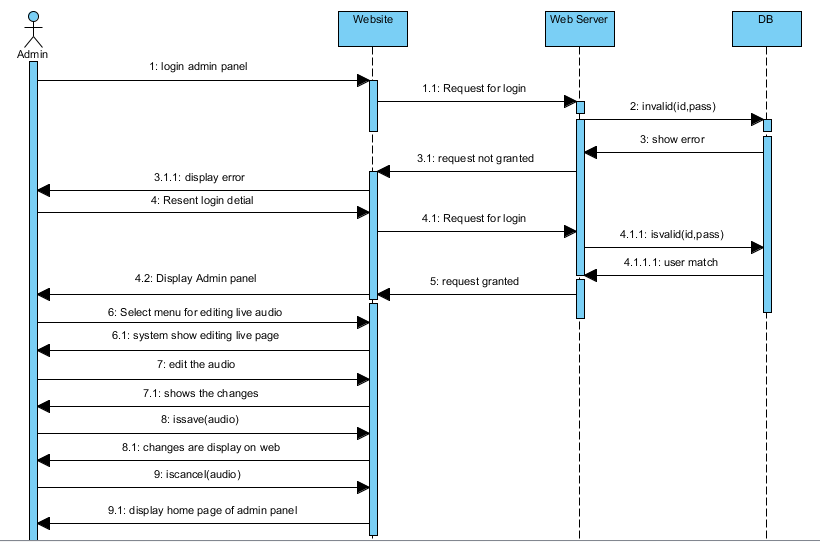 Admin
Website
Web Server
DB
1: login admin panel
1.1: Request for login
2: invalid(id,pass)
3: show error
3.1: request not granted
3.1.1: display error
4: Resent login detial
4.1: Request for login
4.1.1: isvalid(id,pass)
4.1.1.1: user match
4.2: Display Admin panel
5: request granted
6: Select menu for editing live audio
6.1: system show editing live page
7: edit the audio
7.1: shows the changes
8: issave(audio)
8.1: changes are display on web
9: iscancel(audio)
9.1: display home page of admin panel